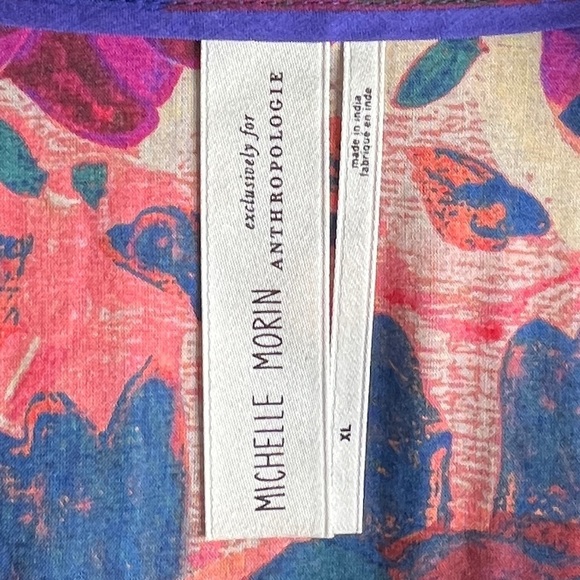 MICHELLE MORIN
exclusively for
ANTHROPOLOGIE
XL
made in india
fabriqué en inde